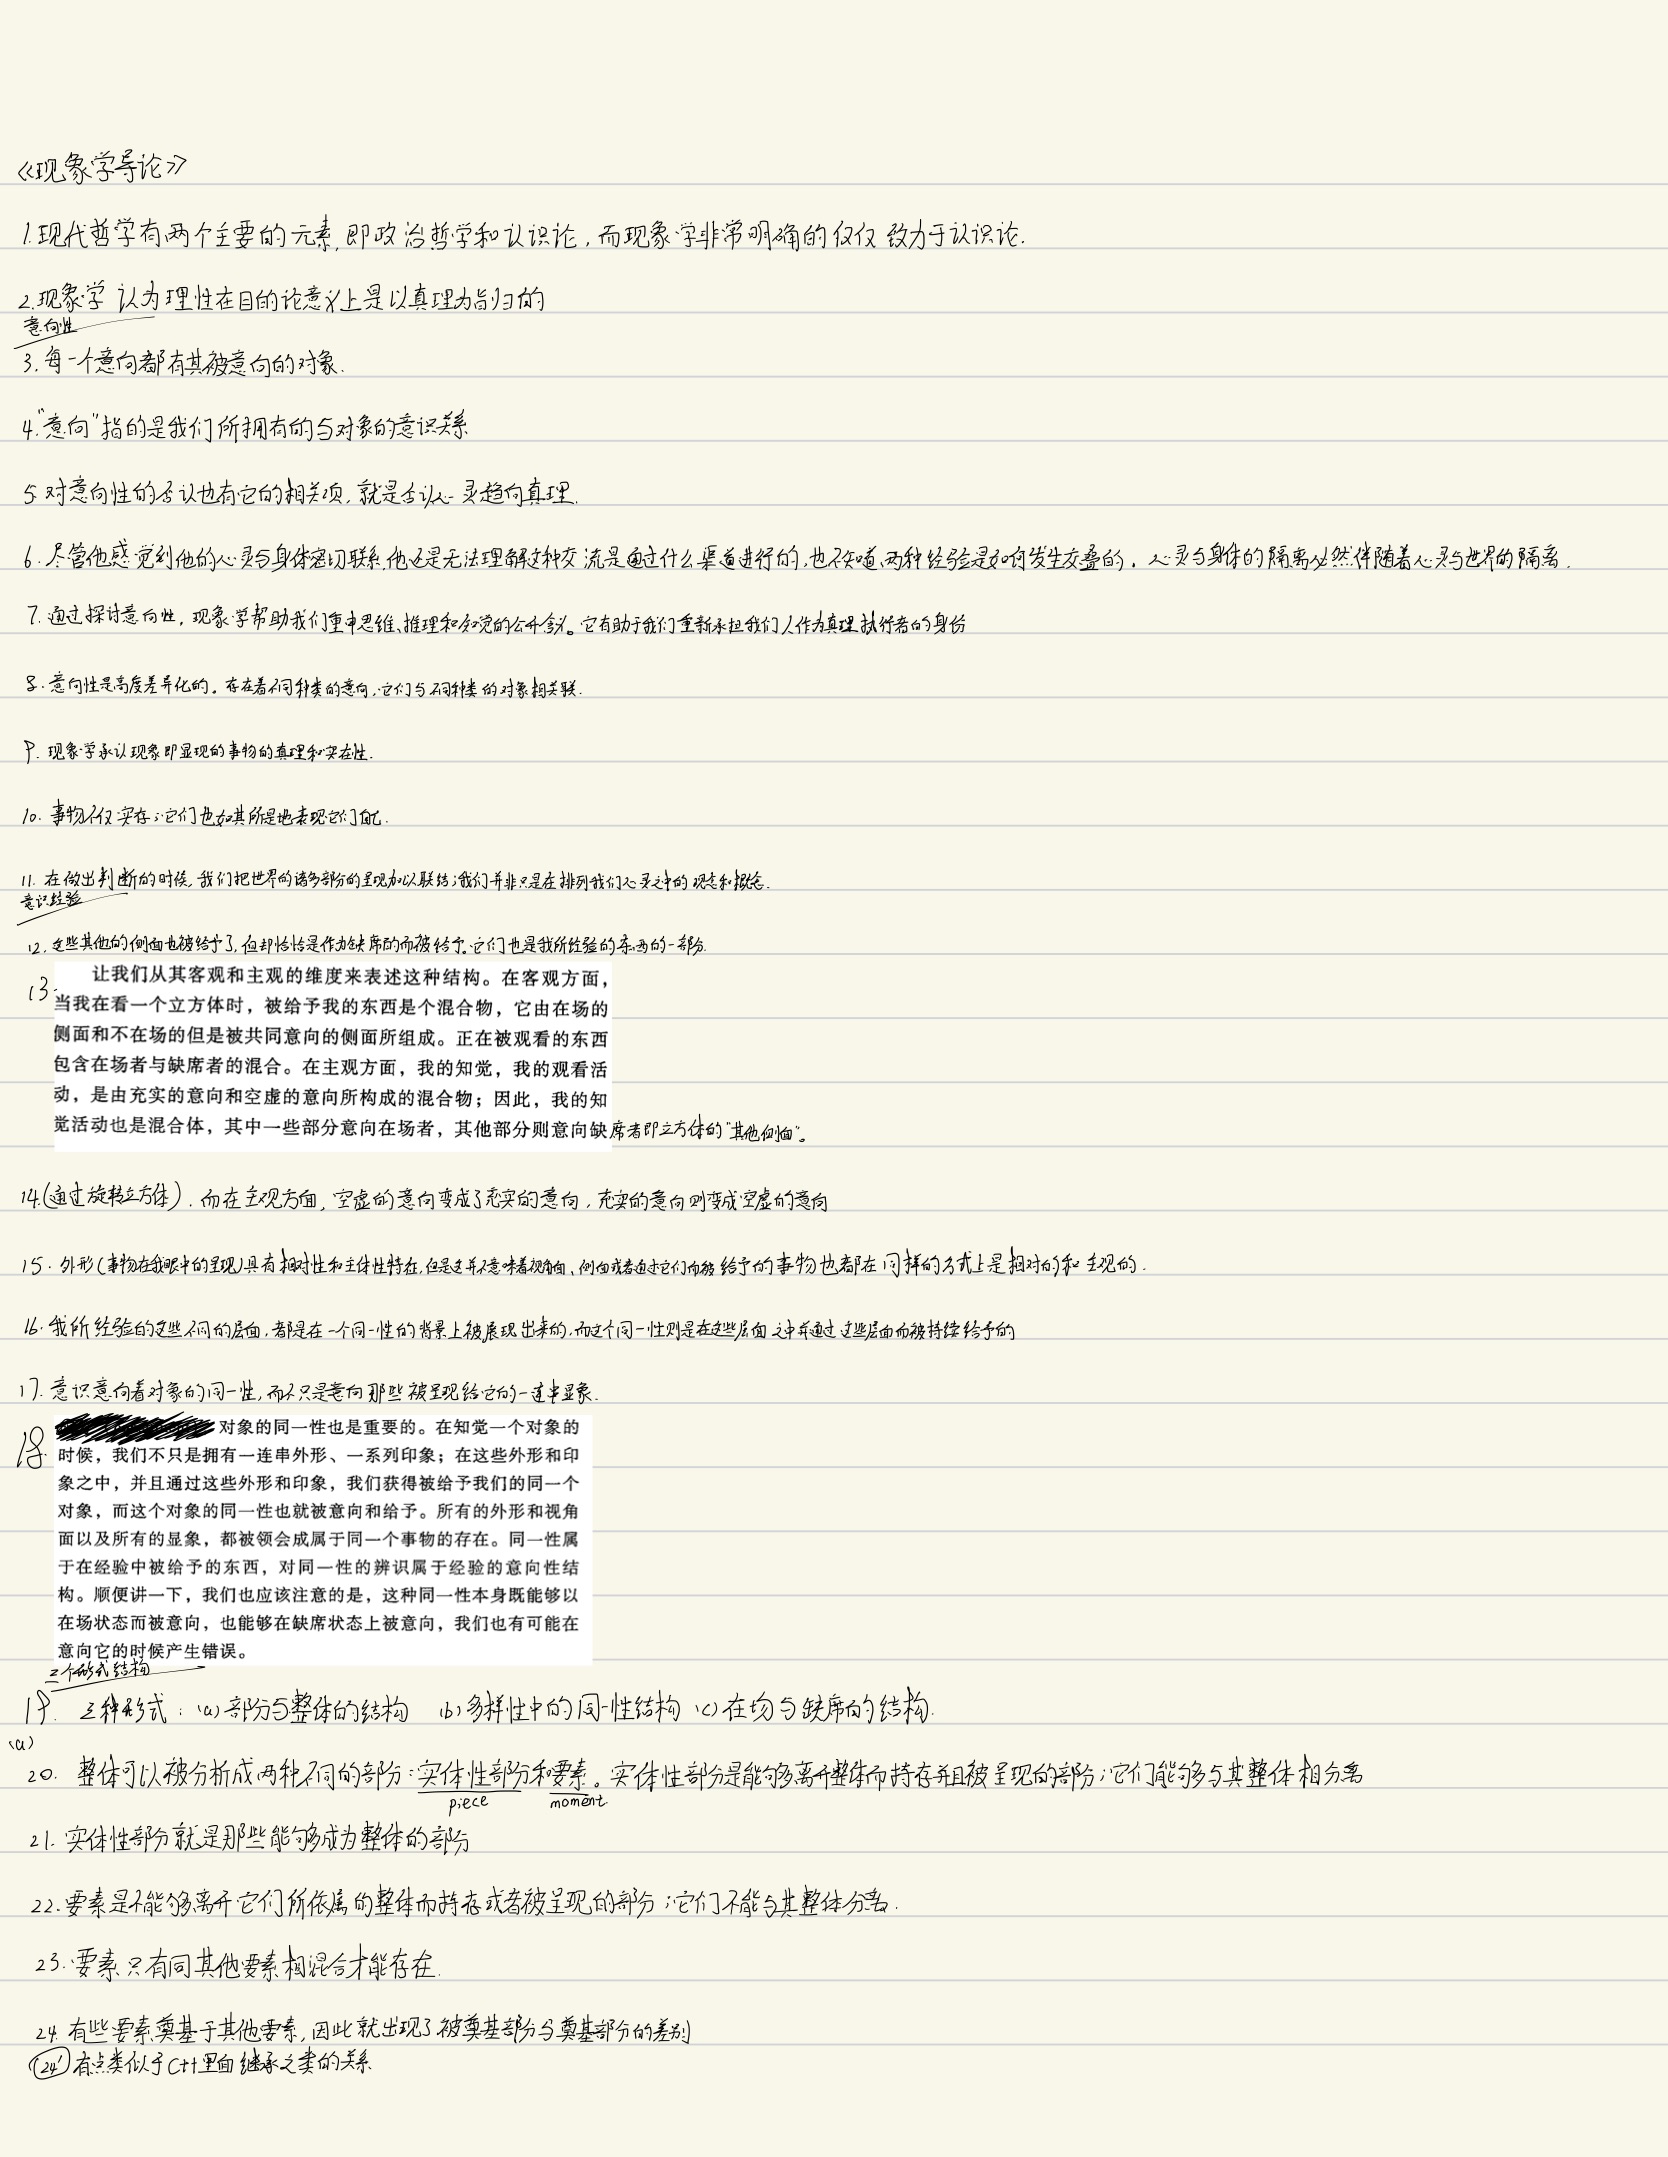 《现象学导论》
1.现代哲学有两个主要的元素,即政治哲学和认识论,而现象学非常明确的仅仅致力于认识论.
2.现象学认为理性在目的论意义上是以真理为旨归的
意向性
3.每一个意向都有其被意向的对象.
4."意向"指的是我们所拥有的与对象的意识关系
5.对意向性的否认也有它的相关项,就是否认心灵趋向真理.
6.尽管他感觉到他的心灵与身体密切联系,他还是无法理解这种交流是通过什么渠道进行的,也不知道两种经验是如何发生交叠的。心灵与身体的隔离必然伴随着心灵与世界的隔离.
7.通过探讨意向性,现象学帮助我们重申思维、推理和知觉的公开含义。它有助于我们重新承担我们人作为真理执行者的身份
8.意向性是高度差异化的。存在着不同种类的意向,它们与不同种类的对象相关联.
9.现象学承认现象即显现的事物的真理和实在性.
10.事物不仅实存;它们也如其所是地表现它们自己.
11.在做出判断的时候,我们把世界的诸多部分的呈现加以联结;我们并非只是在排列我们心灵之中的观念和概念.
意识经验
12.这些其他的侧面也被给予了,但却恰恰是作为缺席的而被给予。它们也是我所经验的东西的一部分.
13. 让我们从其客观和主观的维度来表述这种结构。在客观方面，
当我在看一个立方体时，被给予我的东西是个混合物，它由在场的
侧面和不在场的但是被共同意向的侧面所组成。正在被观看的东西
包含在场者与缺席者的混合。在主观方面，我的知觉，我的观看活
动，是由充实的意向和空虚的意向所构成的混合物；因此，我的知
觉活动也是混合体，其中一些部分意向在场者，其他部分则意向缺席者即立方体的"其他侧面"。
14.(通过旋转立方体).而在主观方面,空虚的意向变成了充实的意向,充实的意向则变成空虚的意向
15.外形(事物在我眼中的呈现)具有相对性和主体性特在,但是这并不意味着视角面、侧面或者通过它们而被给予的事物也都在同样的方式上是相对的和主观的.
16.我所经验的这些不同的层面,都是在一个同一性的背景上被展现出来的,而这个同一性则是在这些层面之中并通过这些层面而被持续给予的
17.意识意向着对象的同一性,而不只是意向那些被呈现给它的一连串显象.
18. 对象的同一性也是重要的。在知觉一个对象的
时候，我们不只是拥有一连串外形、一系列印象；在这些外形和印
象之中，并且通过这些外形和印象，我们获得被给予我们的同一个
对象，而这个对象的同一性也就被意向和给予。所有的外形和视角
面以及所有的显象，都被领会成属于同一个事物的存在。同一性属
于在经验中被给予的东西，对同一性的辨识属于经验的意向性结
构。顺便讲一下，我们也应该注意的是，这种同一性本身既能够以
在场状态而被意向，也能够在缺席状态上被意向，我们也有可能在
意向它的时候产生错误。
三个形式结构
19. 三种形式:(a)部分与整体的结构 (b)多样性中的同一性结构 (c)在场与缺席的结构.
(a)
20. 整体可以被分析成两种不同的部分:实体性部分和要素。实体性部分是能够离开整体而持存并且被呈现的部分;它们能够与其整体相分离
piece moment
21.实体性部分就是那些能够成为整体的部分
22.要素是不能够离开它们所依属的整体而持存或者被呈现的部分;它们不能与其整体分离.
23.要素只有同其他要素相混合才能存在.
24.有些要素奠基于其他要素,因此就出现了被奠基部分与奠基部分的差别
(24')有点类似于C++里面继承之类的关系